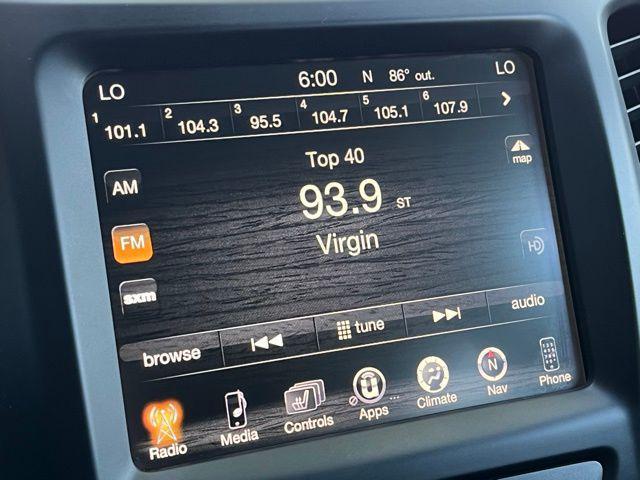 LO 6:00 N 86° out. LO
1 101.1 2 104.3 3 95.5 4 104.7 5 105.1 6 107.9
Top 40
map
AM
93.9 ST
FM
Virgin
HD
sxm
browse tune audio
Radio Media Controls Apps ... Climate N Nav Phone